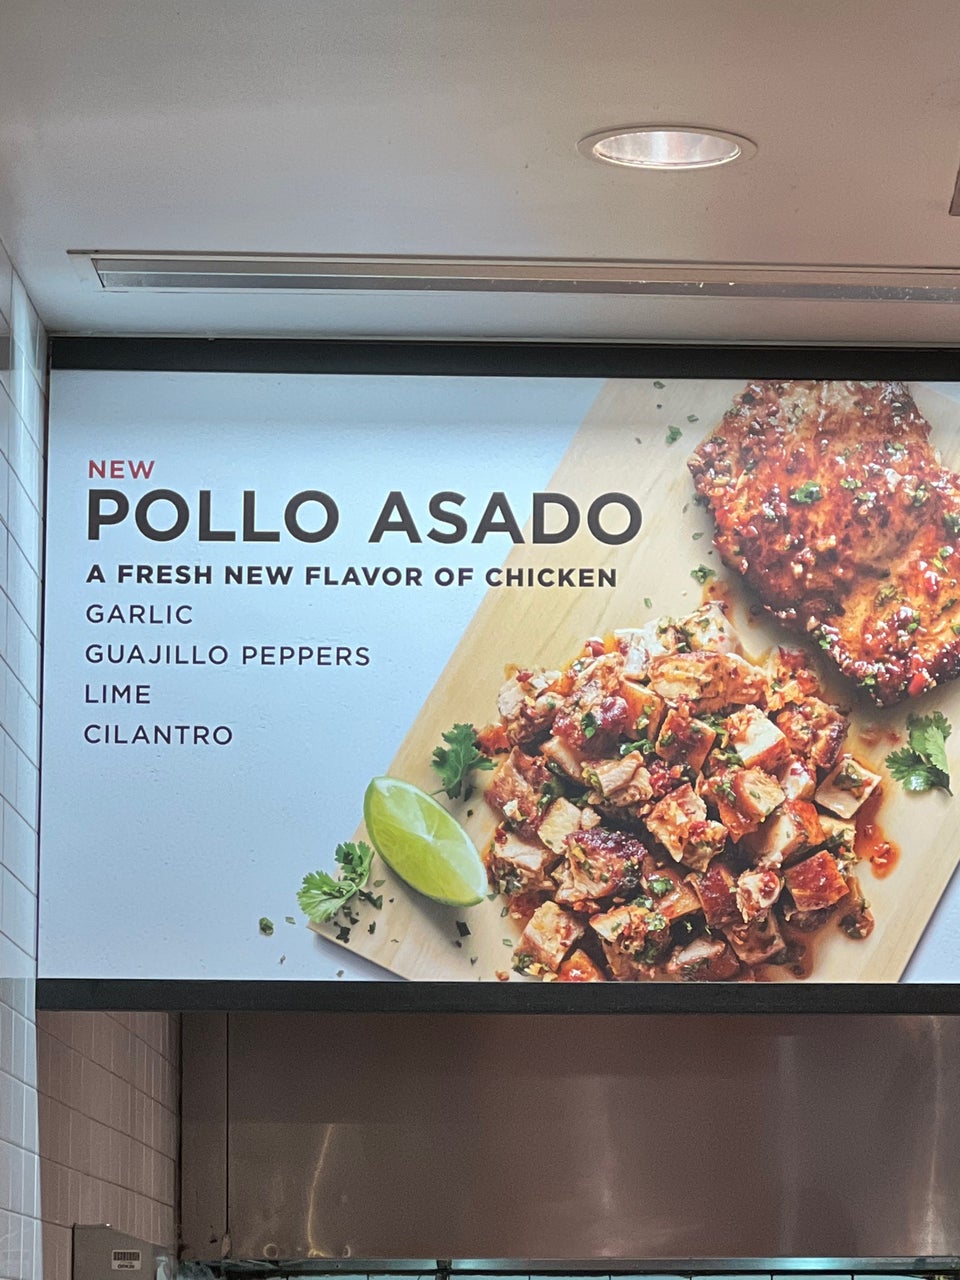 NEW
POLLO ASADO
A FRESH NEW FLAVOR OF CHICKEN
GARLIC
GUAJILLO PEPPERS
LIME
CILANTRO